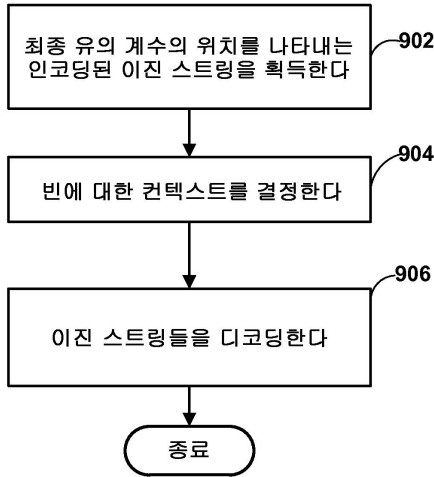 최종 유의 계수의 위치를 나타내는
인코딩된 이진 스트링을 획득한다
902
빈에 대한 컨텍스트를 결정한다
904
이진 스트링들을 디코딩한다
906
종료